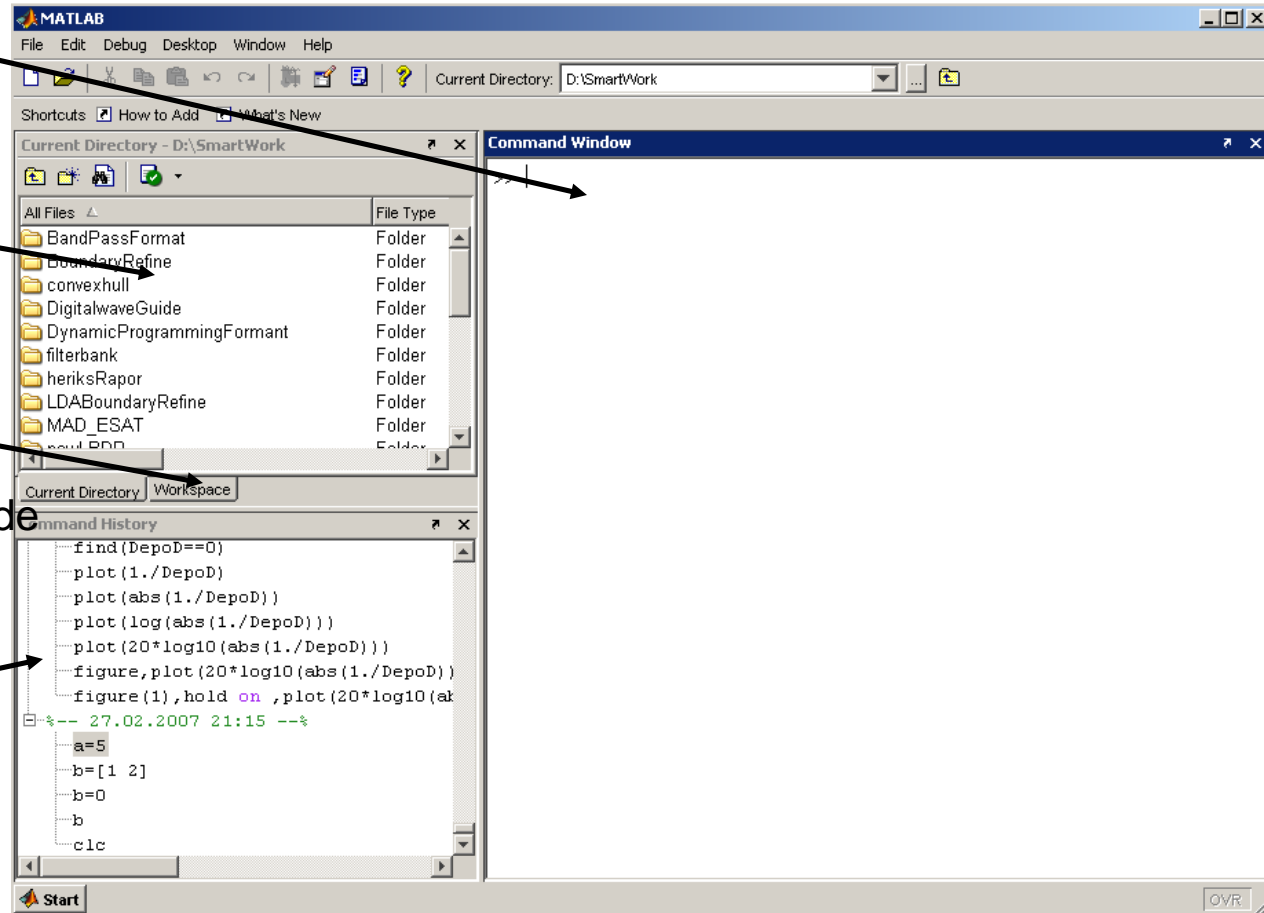 MATLAB
File Edit Debug Desktop Window Help
Current Directory: D:\SmartWork
Shortcuts How to Add What's New
Current Directory - D:\SmartWork
All Files File Type
BandPassFormat Folder
BoundaryRefine Folder
convexhull Folder
DigitalwaveGuide Folder
DynamicProgrammingFormant Folder
filterbank Folder
heriksRapor Folder
LDABoundaryRefine Folder
MAD_ESAT Folder
Folder
Current Directory Workspace
de
Command History
find(DepoD==0)
plot(1./DepoD)
plot(abs(1./DepoD))
plot(log(abs(1./DepoD)))
plot(20*log10(abs(1./DepoD)))
figure,plot(20*log10(abs(1./DepoD))
figure(1),hold on ,plot(20*log10(ab
%-- 27.02.2007 21:15 --%
a=5
b=[1 2]
b=0
b
clc
Start
Command Window
>>
OVR